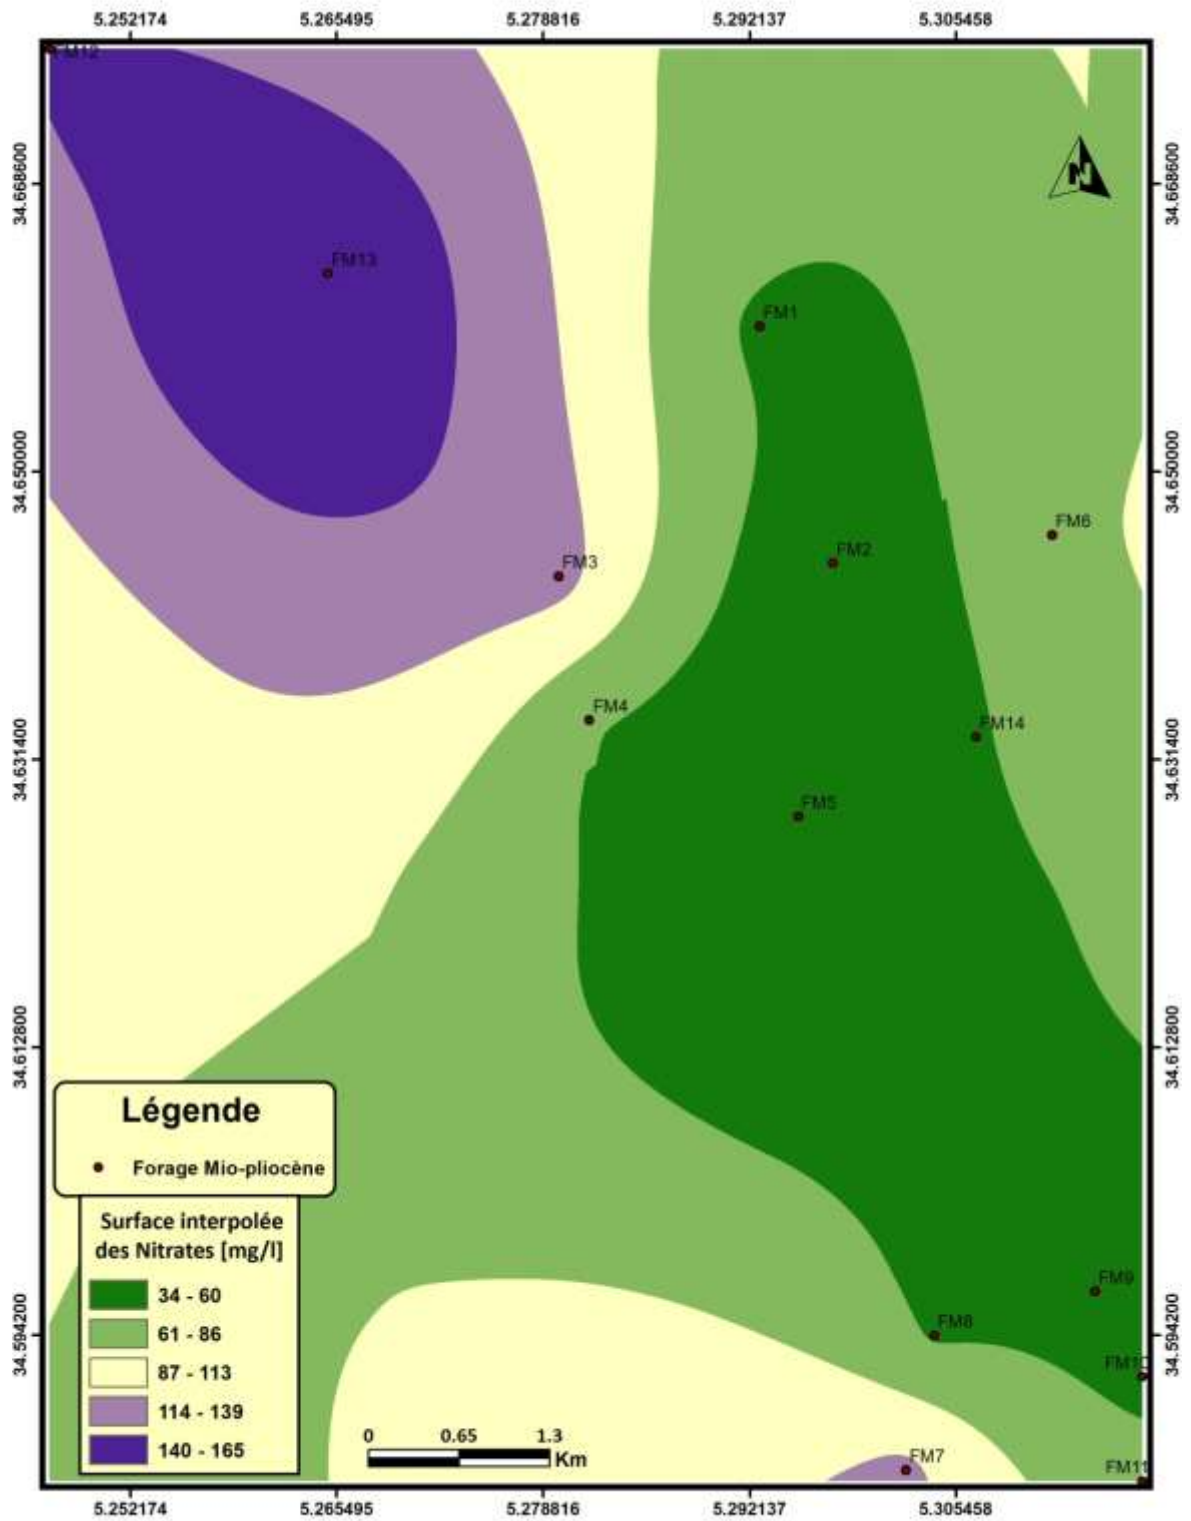 5.252174 5.265495 5.278816 5.292137 5.305458
FM12
34.668600 34.668600
N
FM13
FM1
34.650000 34.650000
FM6
FM2
FM3
FM4
FM14
34.631400 34.631400
FM5
34.612800 34.612800
Légende
Forage Mio-pliocène
Surface interpolée
des Nitrates [mg/l]
34 - 60
61 - 86
87 - 113
114 - 139
140 - 165
FM9
FM8
34.594200 34.594200
FM10
0 0.65 1.3
Km
FM7
FM11
5.252174 5.265495 5.278816 5.292137 5.305458